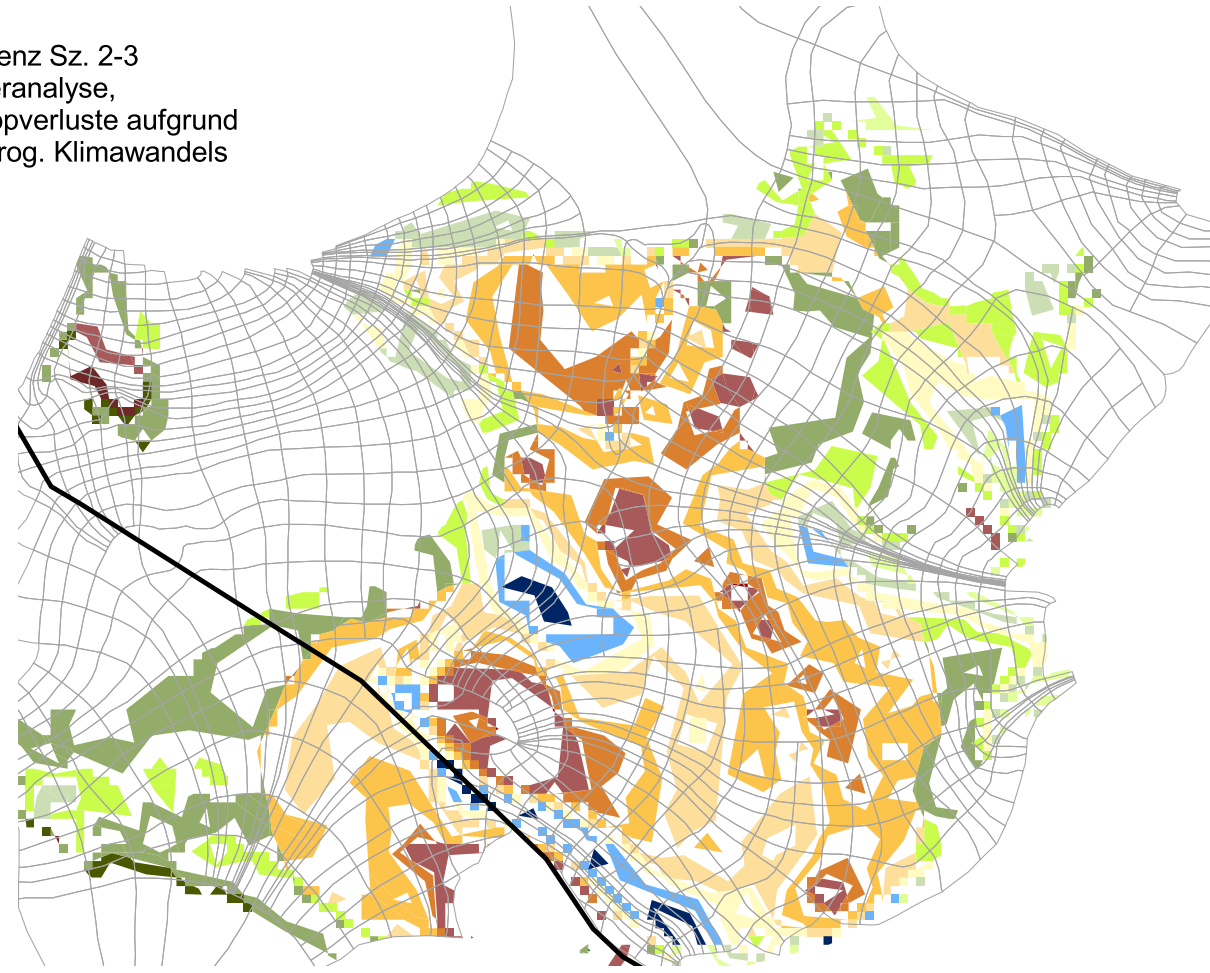 enz Sz. 2-3
eranalyse,
opverluste aufgrund
rog. Klimawandels